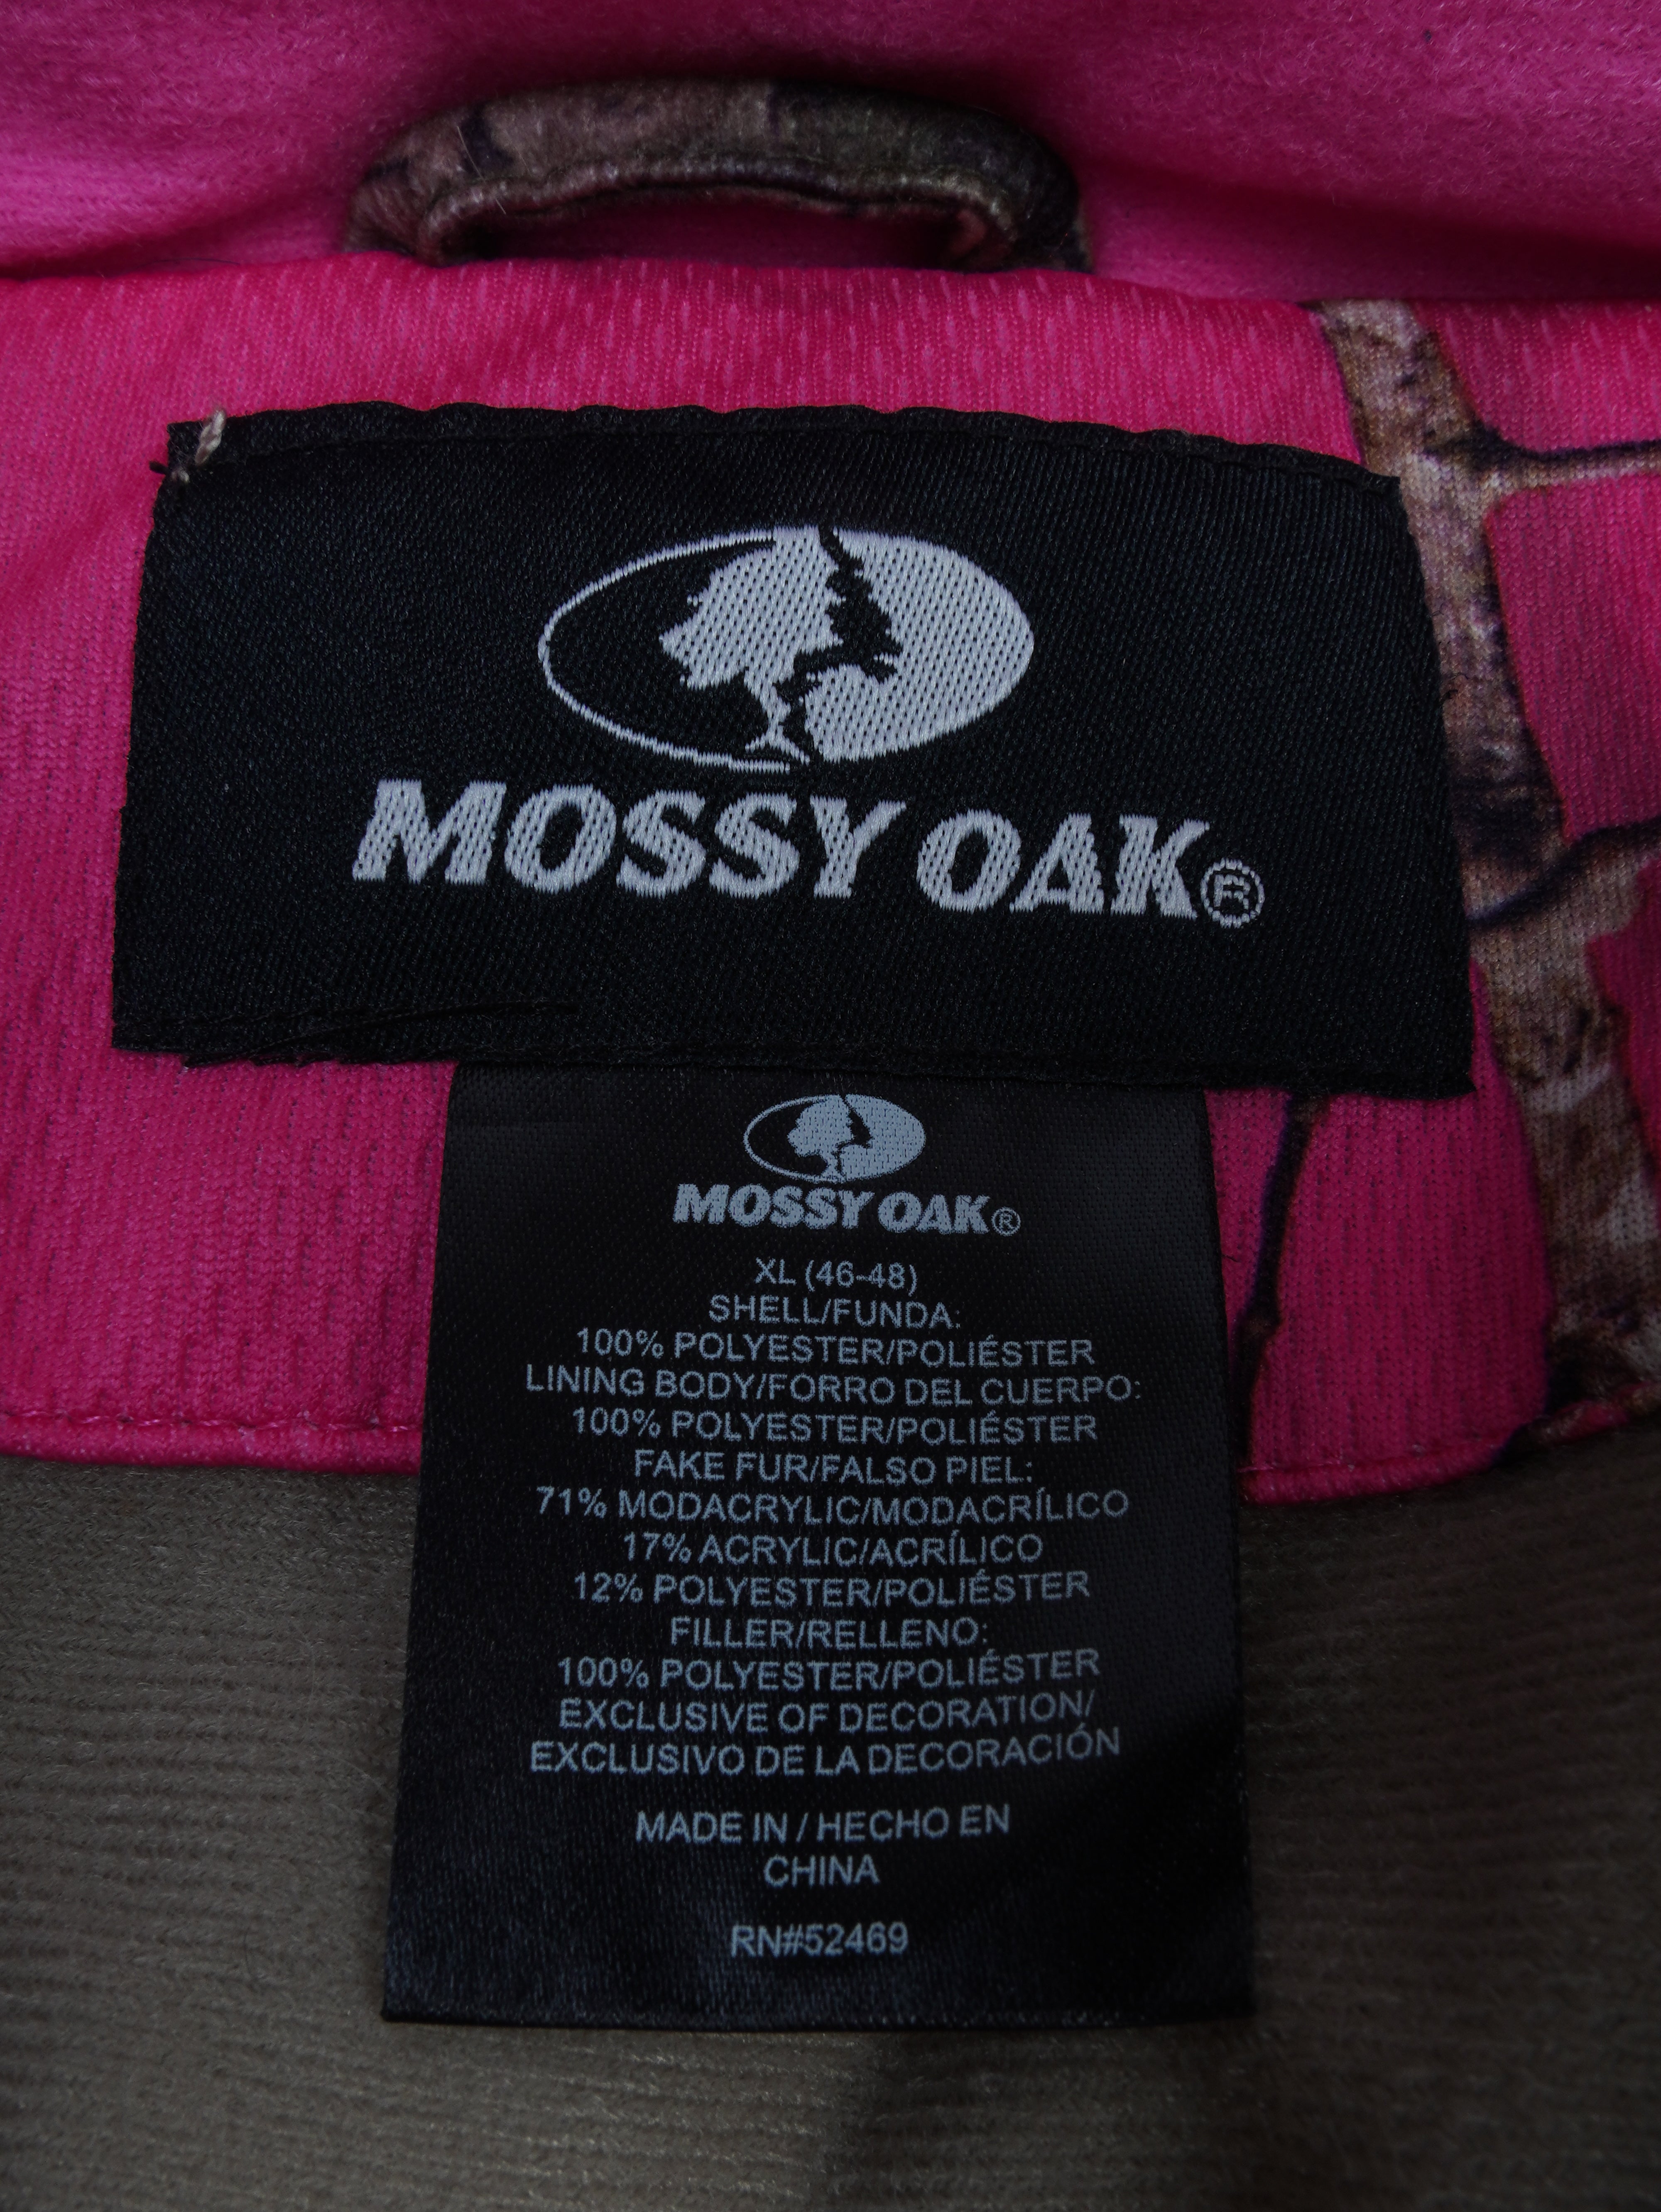 MOSSY OAK®
MOSSY OAK®
XL (46-48)
SHELL/FUNDA:
100% POLYESTER/POLIÉSTER
LINING BODY/FORRO DEL CUERPO:
100% POLYESTER/POLIÉSTER
FAKE FUR/FALSO PIEL:
71% MODACRYLIC/MODACRÍLICO
17% ACRYLIC/ACRÍLICO
12% POLYESTER/POLIÉSTER
FILLER/RELLENO:
100% POLYESTER/POLIÉSTER
EXCLUSIVE OF DECORATION/
EXCLUSIVO DE LA DECORACIÓN
MADE IN / HECHO EN
CHINA
RN#52469